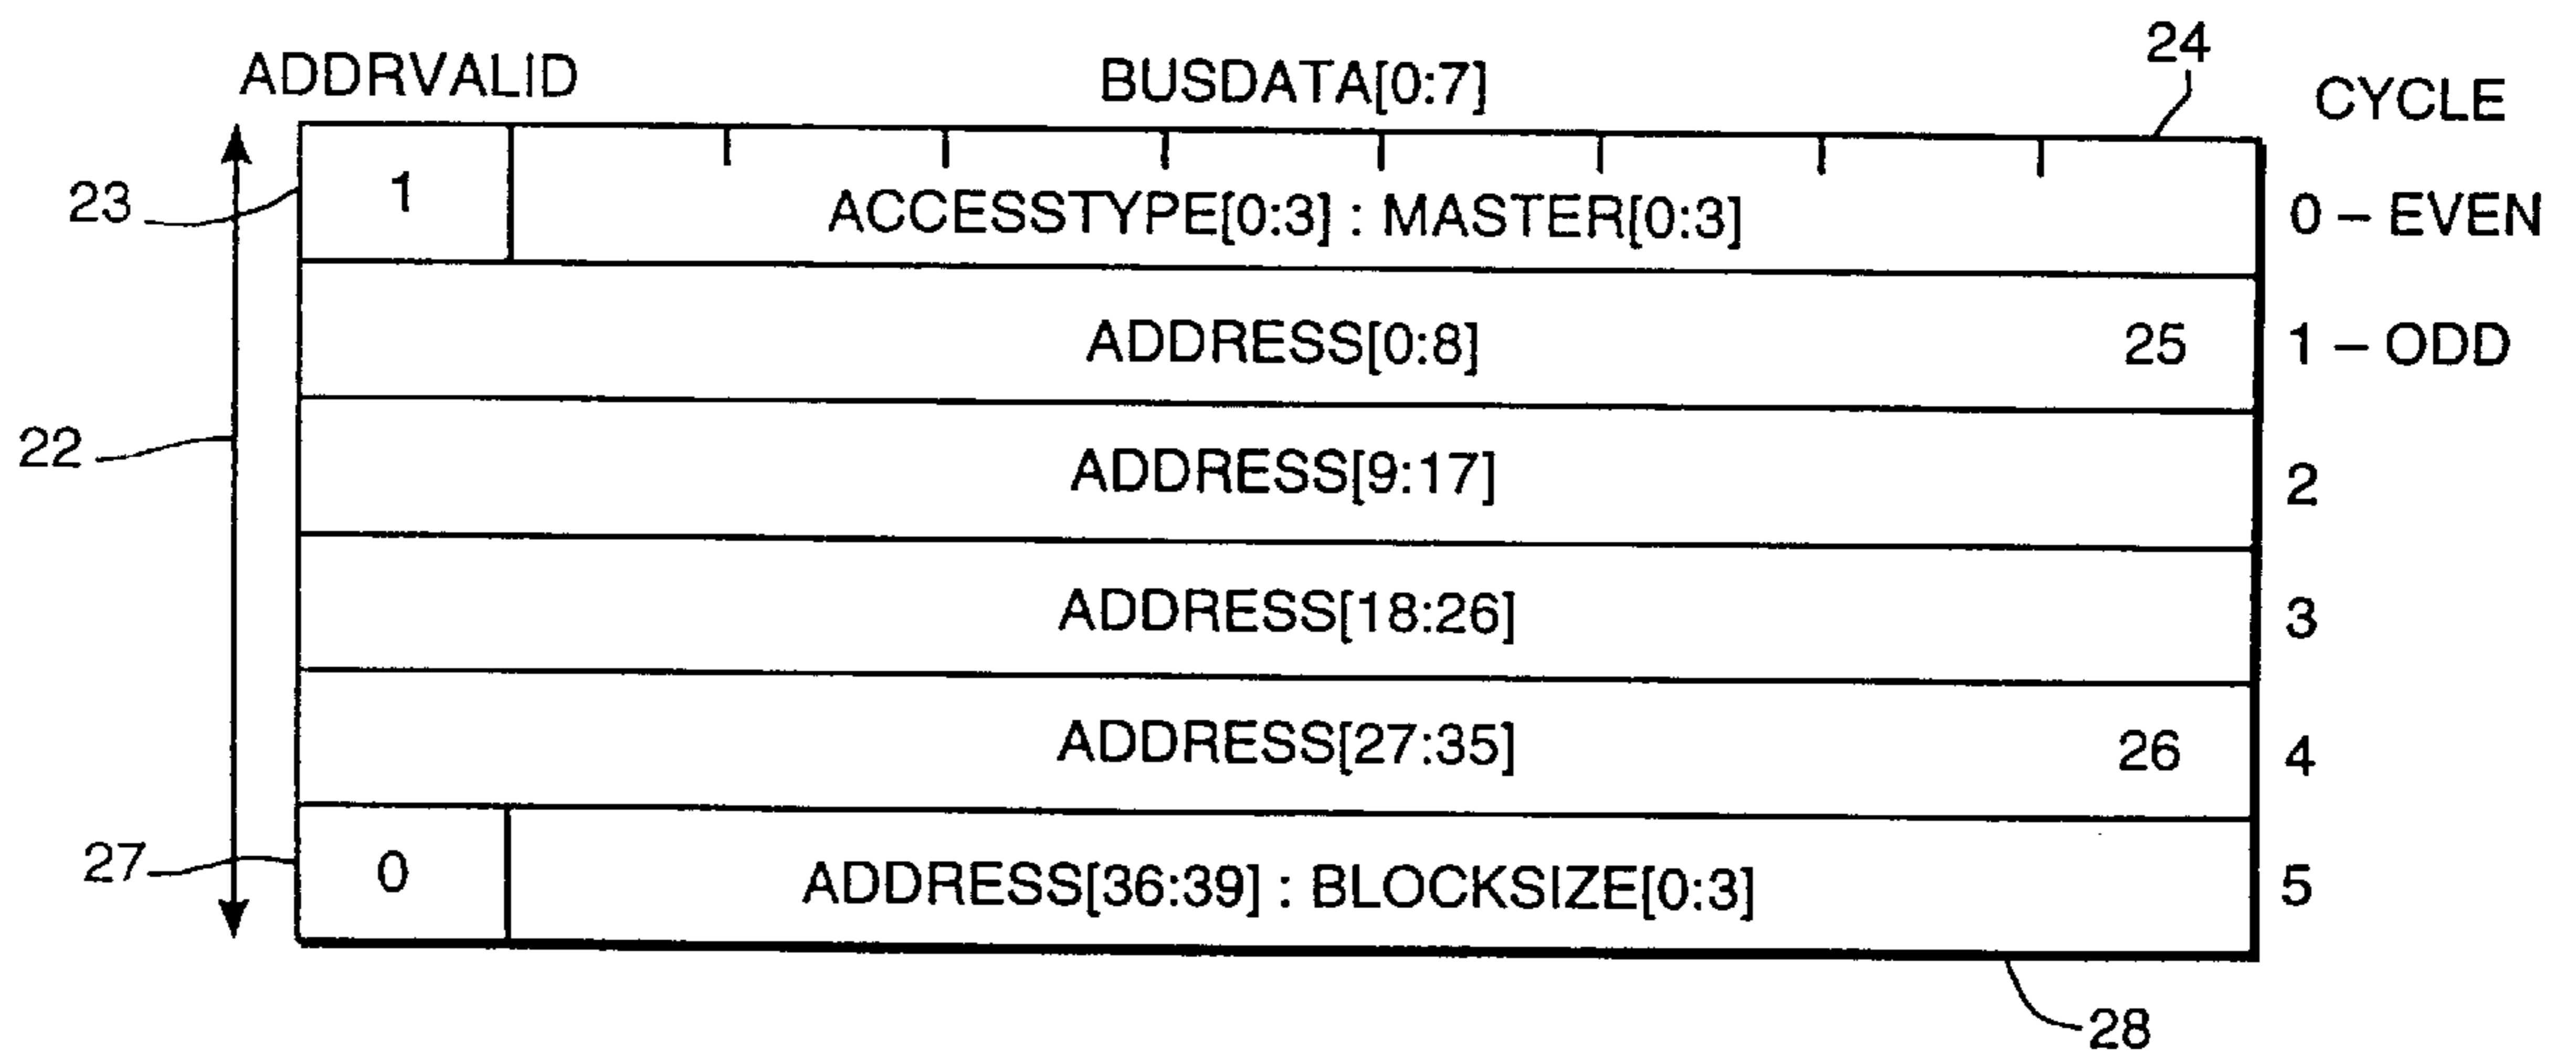 ADDRVALID BUSDATA[0:7] 24 CYCLE
23 1 ACCESSTYPE[0:3] : MASTER[0:3] 0 – EVEN
ADDRESS[0:8] 25 1 – ODD
22 ADDRESS[9:17] 2
ADDRESS[18:26] 3
ADDRESS[27:35] 26 4
27 0 ADDRESS[36:39] : BLOCKSIZE[0:3] 5
28